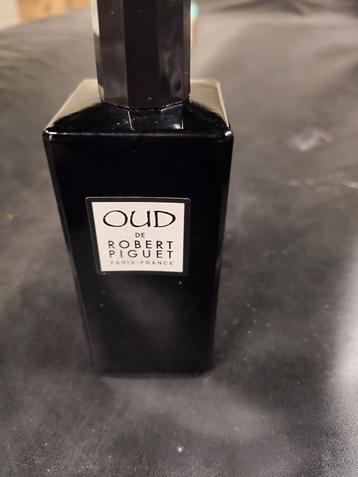 OUD
DE
ROBERT
PIGUET
PARIS-FRANCE